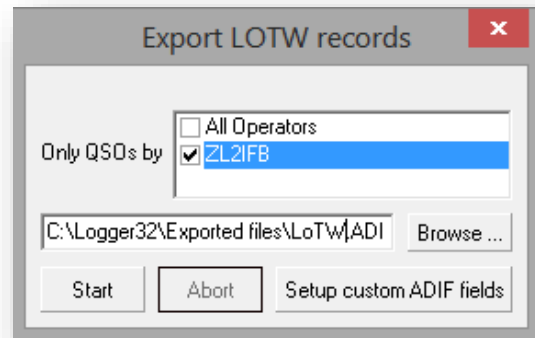 Export LOTW records
x
All Operators
Only QSOs by
ZL2IFB
C:\Logger32\Exported files\LoTW\ADI
Browse ...
Start Abort Setup custom ADIF fields